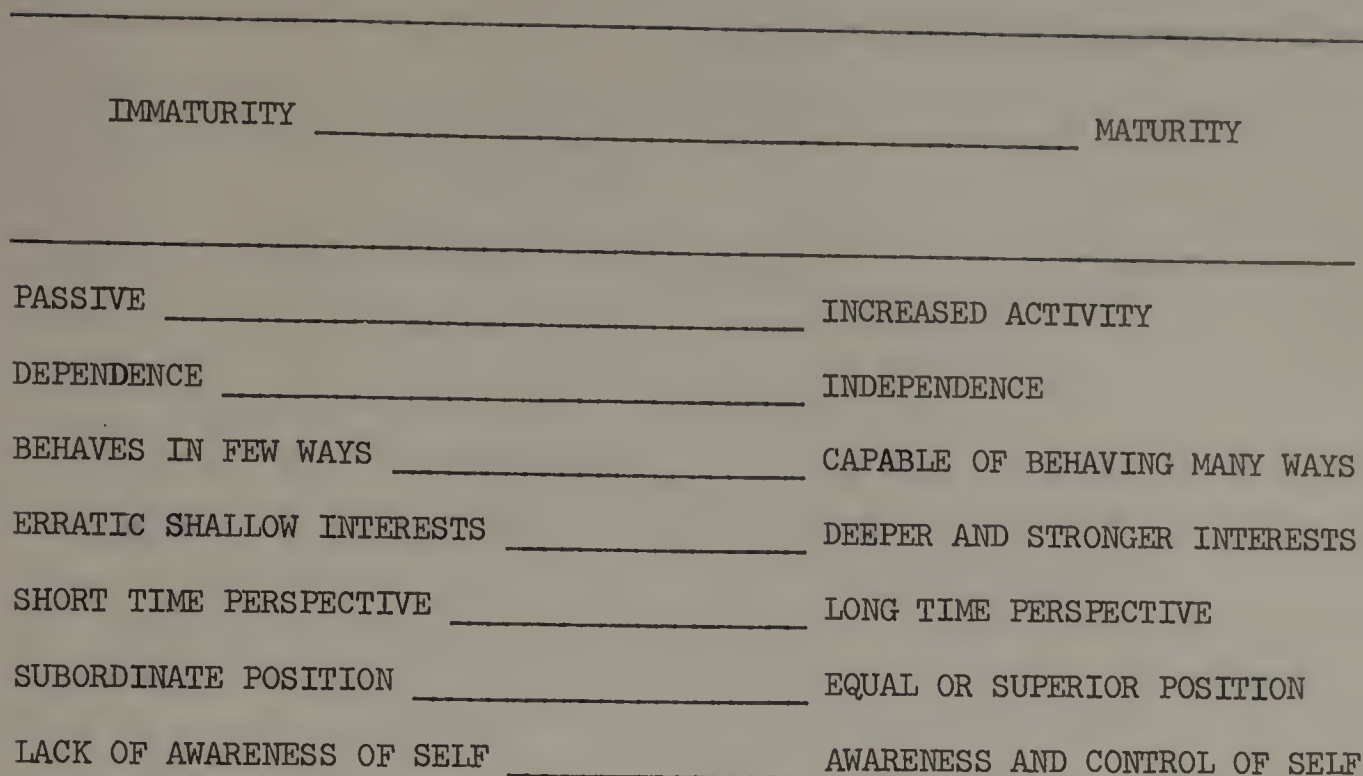 IMMATURITY MATURITY
PASSIVE INCREASED ACTIVITY
DEPENDENCE INDEPENDENCE
BEHAVES IN FEW WAYS CAPABLE OF BEHAVING MANY WAYS
ERRATIC SHALLOW INTERESTS DEEPER AND STRONGER INTERESTS
SHORT TIME PERSPECTIVE LONG TIME PERSPECTIVE
SUBORDINATE POSITION EQUAL OR SUPERIOR POSITION
LACK OF AWARENESS OF SELF AWARENESS AND CONTROL OF SELF